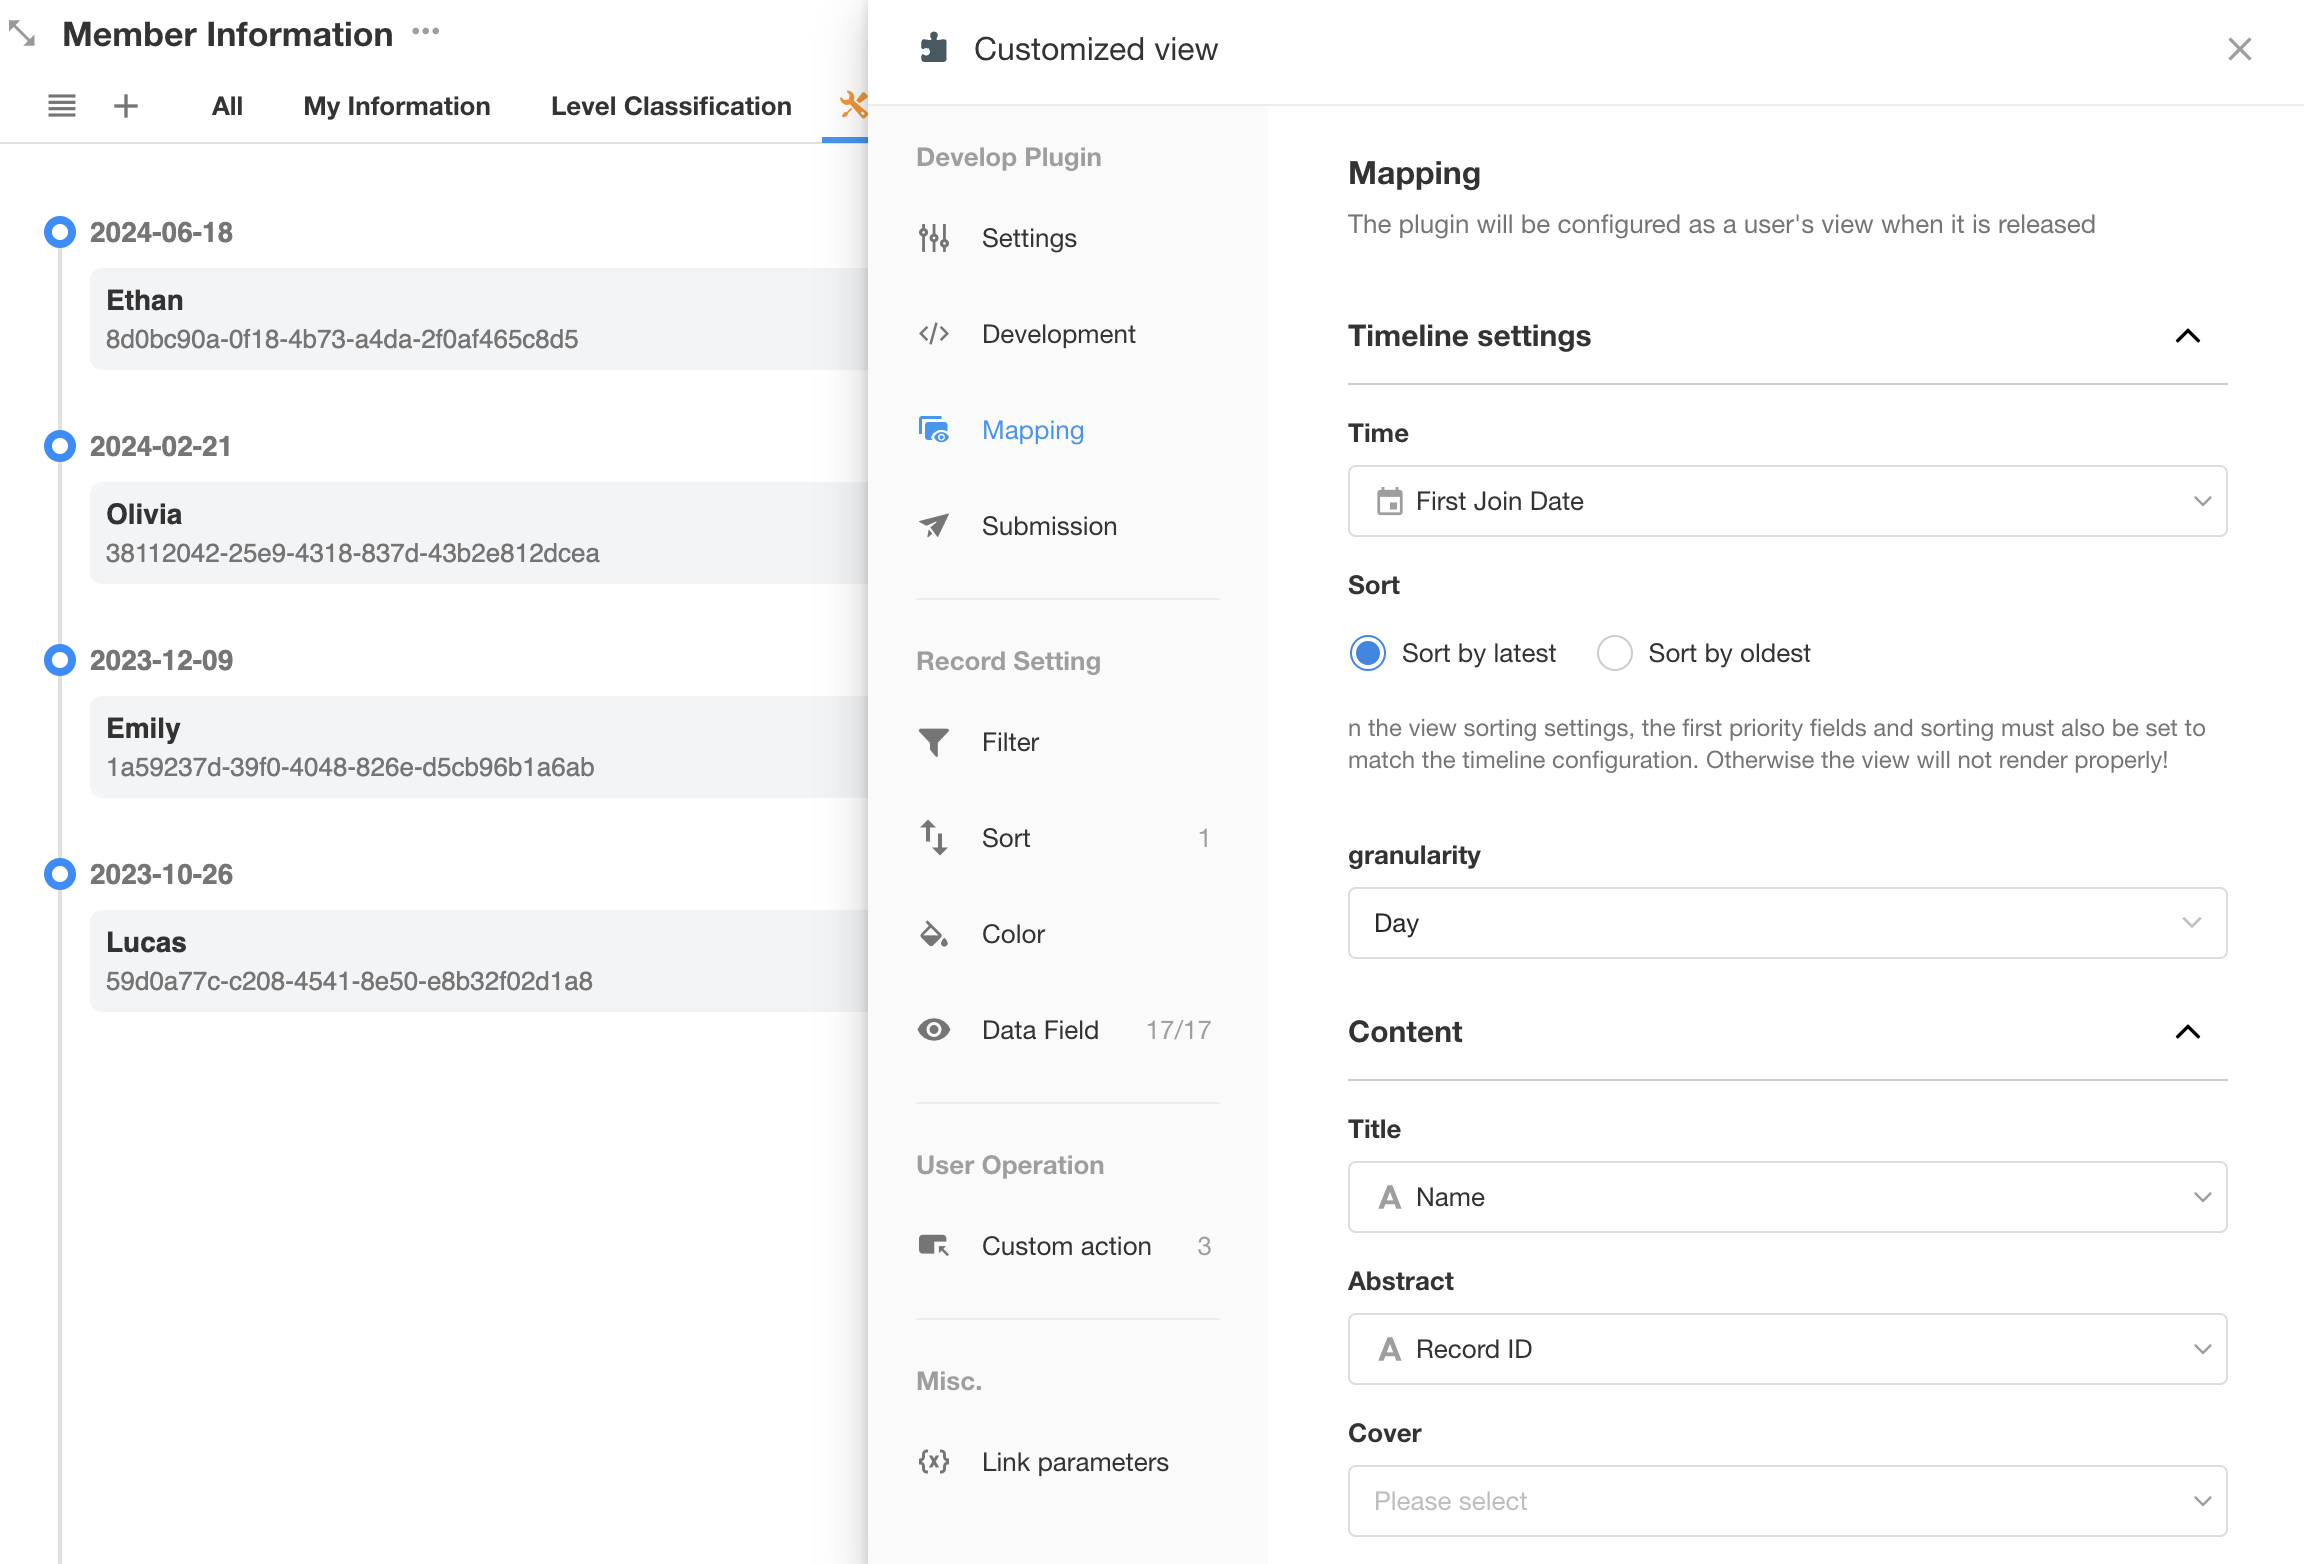 Member Information
All
My Information
Level Classification
2024-06-18
Ethan
8d0bc90a-0f18-4b73-a4da-2f0af465c8d5
2024-02-21
Olivia
38112042-25e9-4318-837d-43b2e812dcea
2023-12-09
Emily
1a59237d-39f0-4048-826e-d5cb96b1a6ab
2023-10-26
Lucas
59d0a77c-c208-4541-8e50-e8b32f02d1a8
Customized view
Develop Plugin
Settings
Development
Mapping
Submission
Record Setting
Filter
Sort 1
Color
Data Field 17/17
User Operation
Custom action 3
Misc.
Link parameters
Mapping
The plugin will be configured as a user's view when it is released
Timeline settings
Time
First Join Date
Sort
Sort by latest
Sort by oldest
n the view sorting settings, the first priority fields and sorting must also be set to
match the timeline configuration. Otherwise the view will not render properly!
granularity
Day
Content
Title
Name
Abstract
Record ID
Cover
Please select